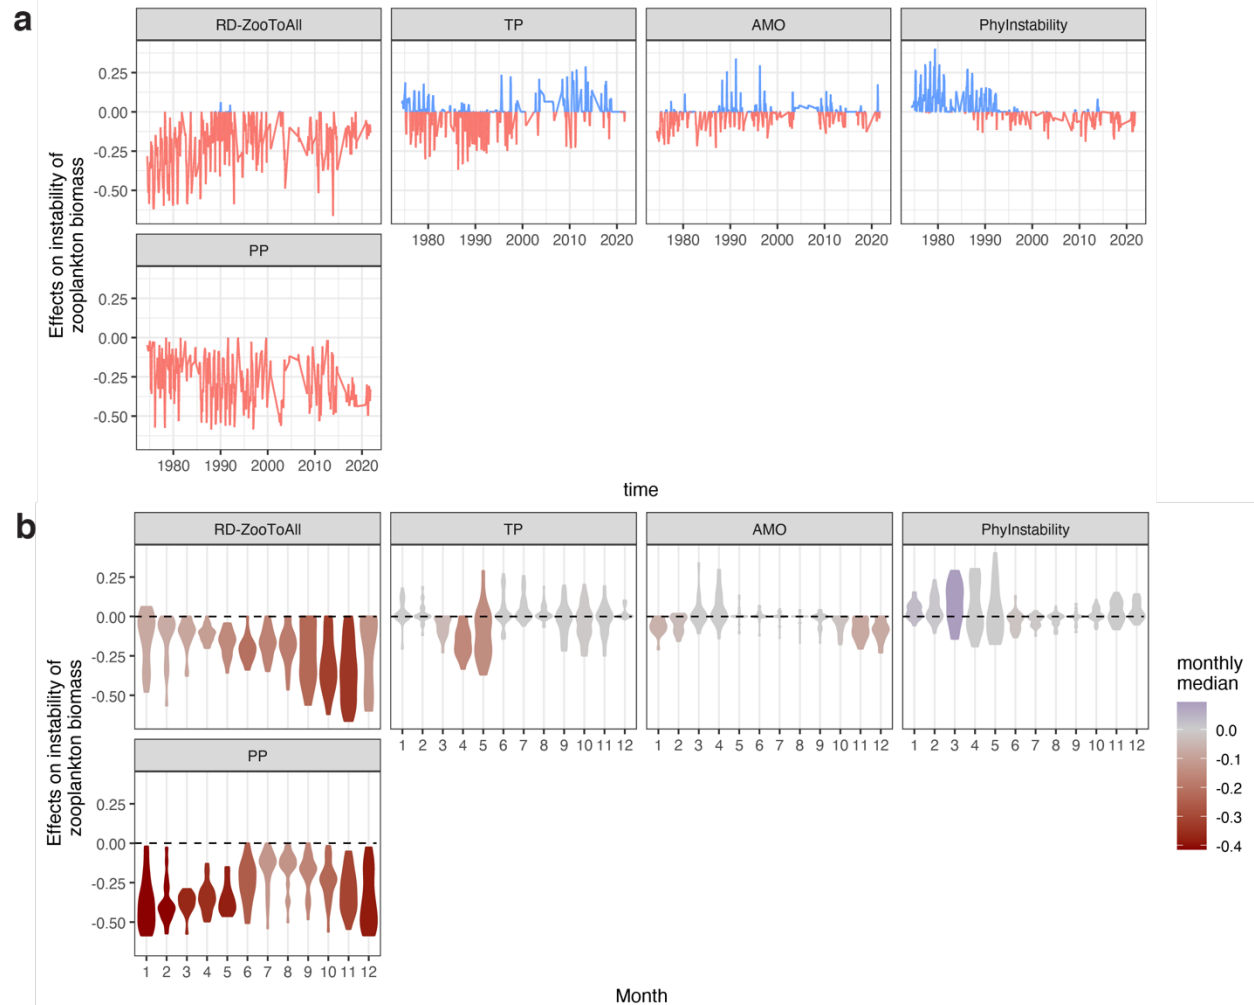 a
RD-ZooToAll
TP
AMO
PhyInstability
0.25
0.00
-0.25
-0.50
1980 1990 2000 2010 2020
1980 1990 2000 2010 2020
1980 1990 2000 2010 2020
PP
0.25
0.00
-0.25
-0.50
1980 1990 2000 2010 2020
Effects on instability of
zooplankton biomass
time
b
RD-ZooToAll
TP
AMO
PhyInstability
0.25
0.00
-0.25
-0.50
1 2 3 4 5 6 7 8 9 10 11 12
1 2 3 4 5 6 7 8 9 10 11 12
1 2 3 4 5 6 7 8 9 10 11 12
PP
0.25
0.00
-0.25
-0.50
1 2 3 4 5 6 7 8 9 10 11 12
Effects on instability of
zooplankton biomass
Month
monthly
median
0.0
-0.1
-0.2
-0.3
-0.4